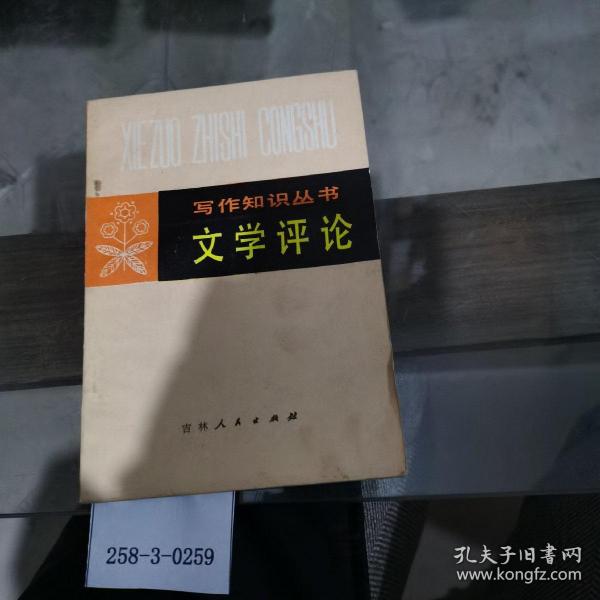 XIEZUO ZHISHI CONGSHU
写作知识丛书
文学评论
吉林人民出版社
258-3-0259
孔夫子旧書网
www.kongfz.com